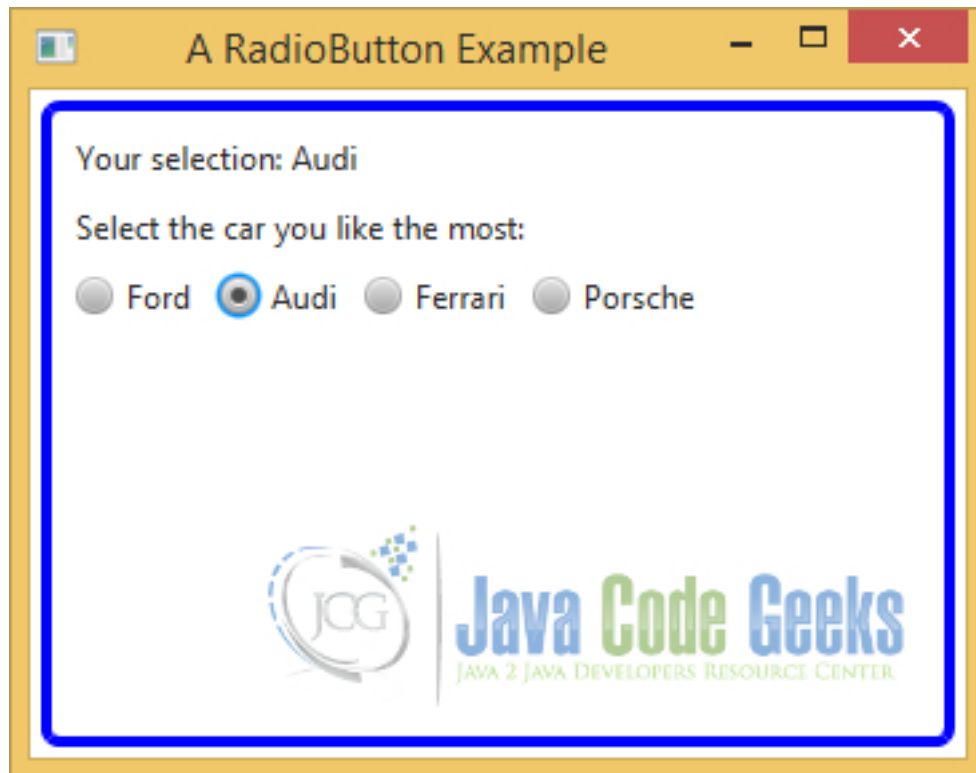 A RadioButton Example
Your selection: Audi
Select the car you like the most:
Ford Audi Ferrari Porsche
JCG
Java Code Geeks
JAVA 2 JAVA DEVELOPERS RESOURCE CENTER